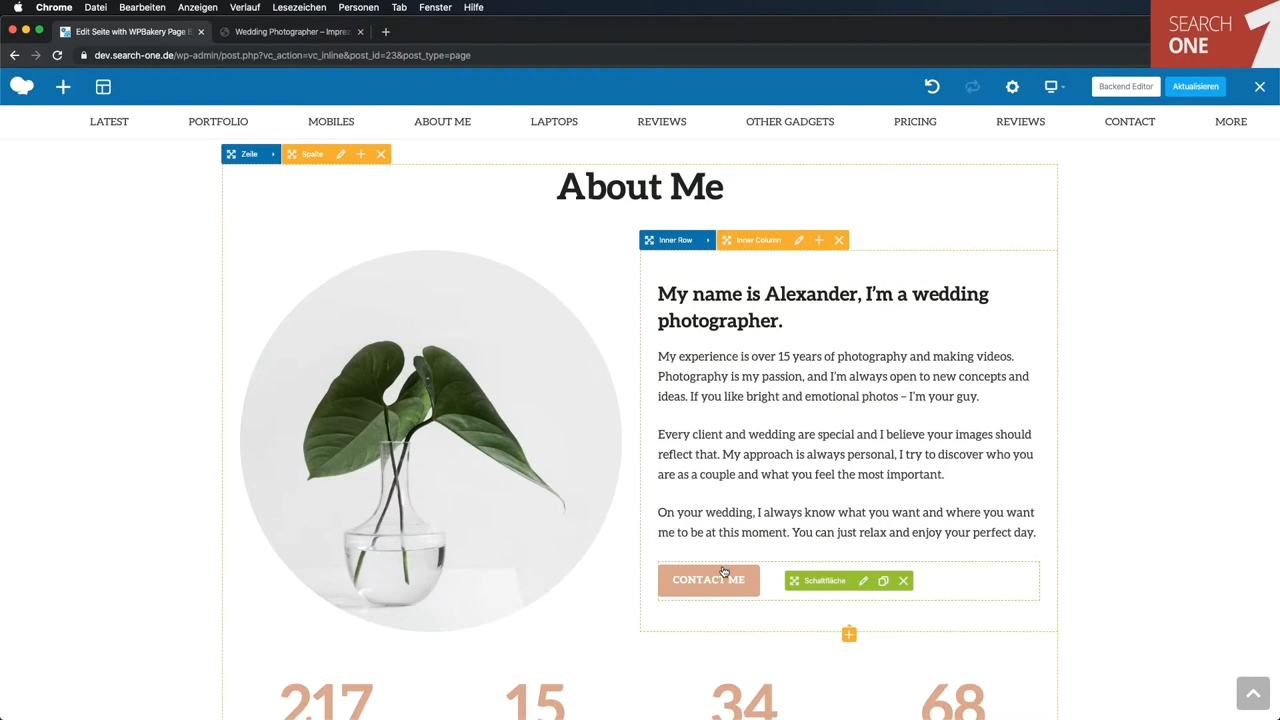 Chrome Ablage Bearbeiten Anzeigen Verlauf Lesezeichen Personen Tab Fenster Hilfe
SEARCH
ONE
1
Edit Seite with WPBakery Page B
Wedding Photographer – Imprez
dev.search-one.de/wp-admin/post.php?vc_action=vc_inline&post_id=23&post_type=page
Backend Editor
Aktualisieren
LATEST PORTFOLIO MOBILES ABOUT ME LAPTOPS REVIEWS OTHER GADGETS PRICING REVIEWS CONTACT MORE
Zeile Spalte
About Me
Inner Row Inner Column
My name is Alexander, I'm a wedding
photographer.
My experience is over 15 years of photography and making videos.
Photography is my passion, and I'm always open to new concepts and
ideas. If you like bright and emotional photos – I'm your guy.
Every client and wedding are special and I believe your images should
reflect that. My approach is always personal, I try to discover who you
are as a couple and what you feel the most important.
On your wedding, I always know what you want and where you want
me to be at this moment. You can just relax and enjoy your perfect day.
CONTACT ME
Schaltfläche
217 15 34 68